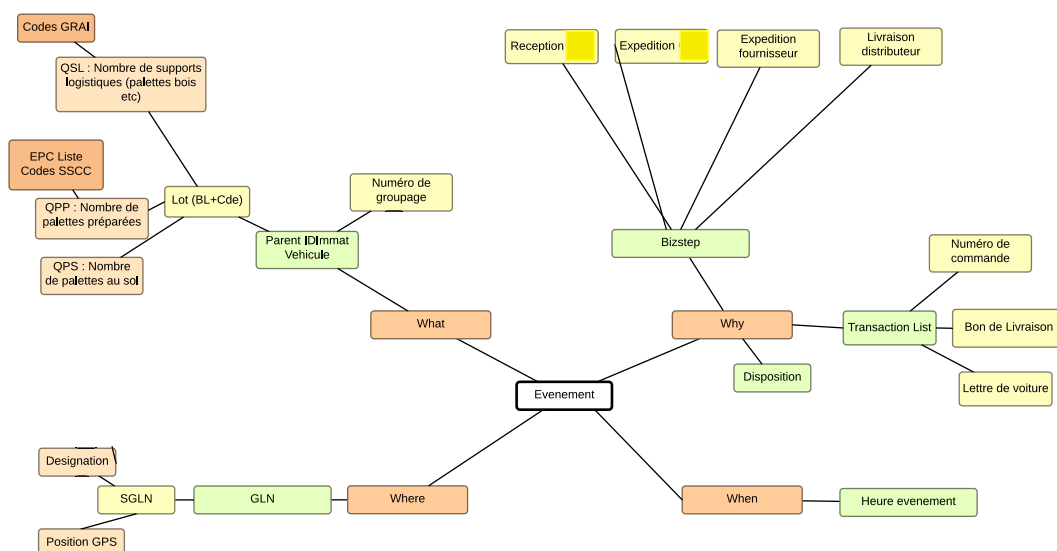 Codes GRAI
QSL : Nombre de supports
logistiques (palettes bois
etc)
EPC Liste
Codes SSCC
QPP : Nombre de
palettes préparées
QPS : Nombre
de palettes au sol
Lot (BL+Cde)
Numéro de
groupage
Parent IDImmat
Vehicule
What
Reception
Expedition
Expedition
fournisseur
Livraison
distributeur
Bizstep
Numéro de
commande
Why
Transaction List
Bon de Livraison
Disposition
Lettre de voiture
Evenement
Designation
SGLN
GLN
Where
Position GPS
When
Heure evenement